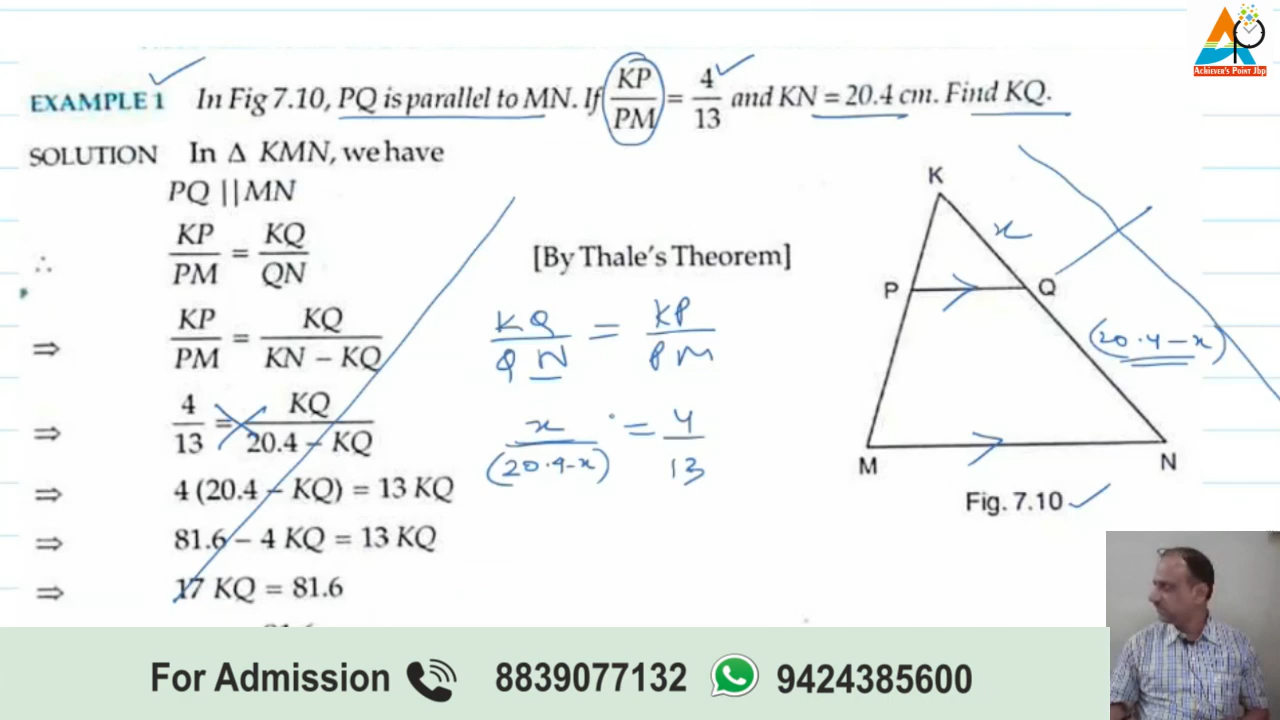 ACHIEVER'S POINT Jbp
EXAMPLE 1 In Fig 7.10, PQ is parallel to MN. If KP/PM = 4/13 and KN = 20.4 cm. Find KQ.
SOLUTION In Δ KMN, we have
PQ || MN
∴ KP/PM = KQ/QN [By Thale's Theorem]
⇒ KP/PM = KQ/KN – KQ
⇒ 4/13 = KQ/20.4 – KQ
⇒ 4 (20.4 – KQ) = 13 KQ
⇒ 81.6 – 4 KQ = 13 KQ
⇒ 17 KQ = 81.6
KQ/QN = KP/PM
x/(20.4-x) = 4/13
K
x
P
Q
(20.4-x)
M
N
Fig. 7.10
For Admission 8839077132 9424385600